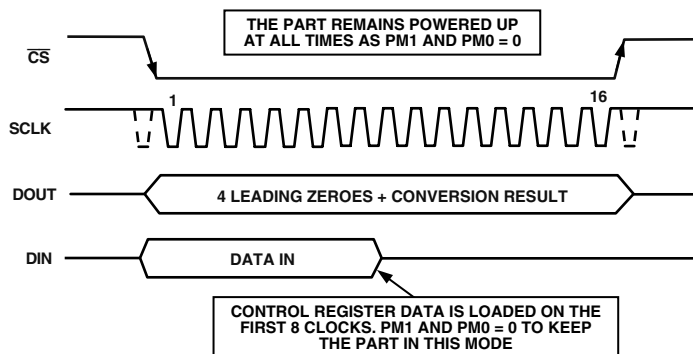 THE PART REMAINS POWERED UP
AT ALL TIMES AS PM1 AND PM0 = 0
CS
1
16
SCLK
DOUT
4 LEADING ZEROES + CONVERSION RESULT
DIN
DATA IN
CONTROL REGISTER DATA IS LOADED ON THE
FIRST 8 CLOCKS. PM1 AND PM0 = 0 TO KEEP
THE PART IN THIS MODE